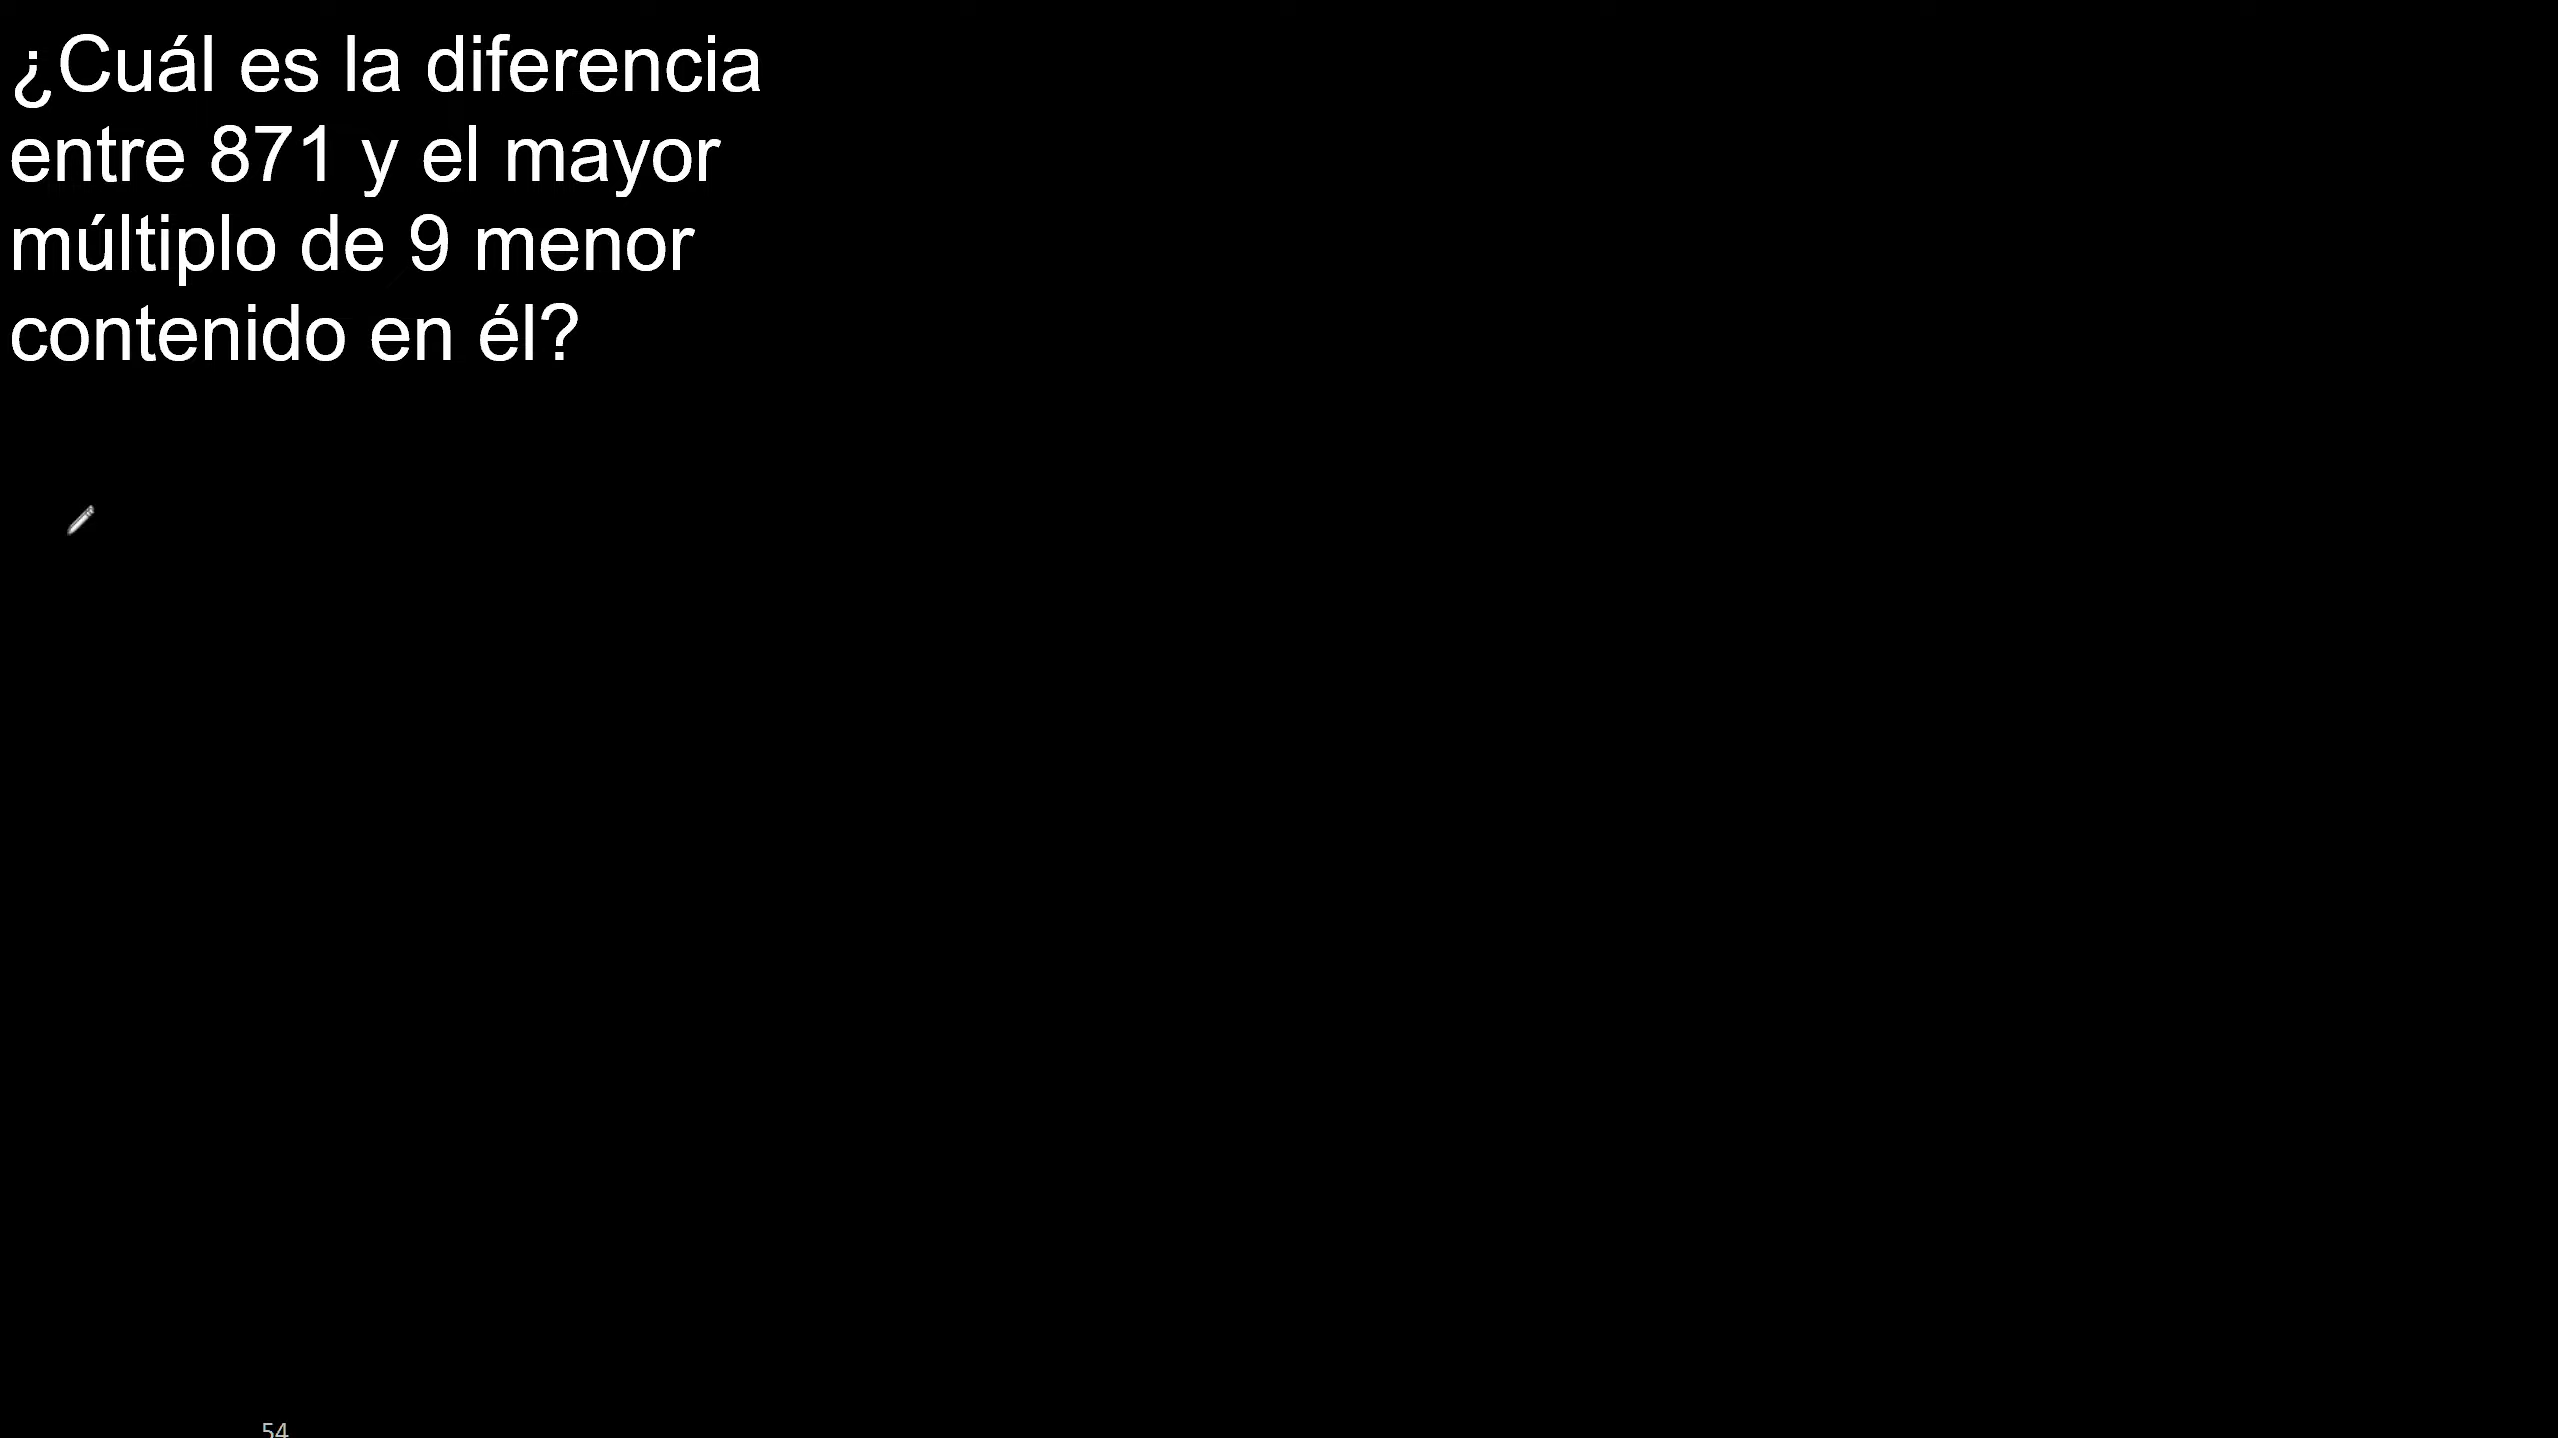 ¿Cuál es la diferencia
entre 871 y el mayor
múltiplo de 9 menor
contenido en él?
54